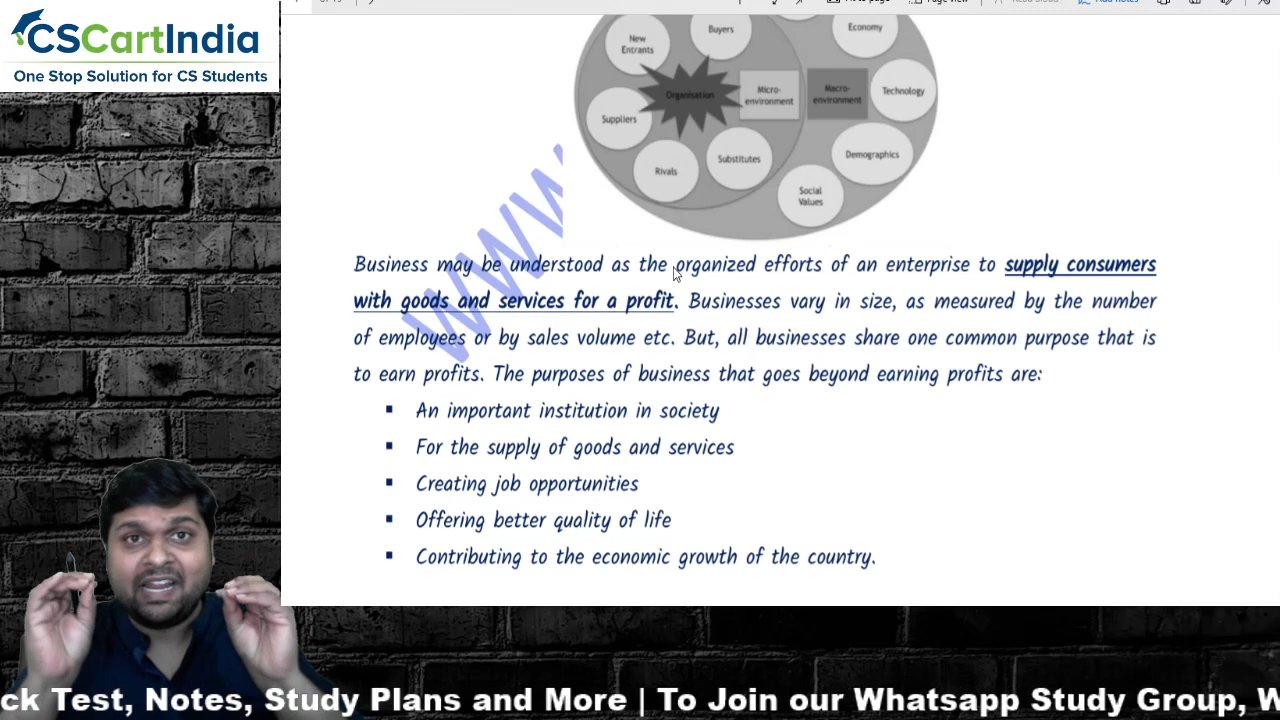 CSCartIndia
One Stop Solution for CS Students
Page view
Add notes
New
Entrants
Buyers
Economy
Organisation
Micro-
environment
Macro-
environment
Technology
Suppliers
Rivals
Substitutes
Demographics
Social
Values
www.
Business may be understood as the organized efforts of an enterprise to supply consumers
with goods and services for a profit. Businesses vary in size, as measured by the number
of employees or by sales volume etc. But, all businesses share one common purpose that is
to earn profits. The purposes of business that goes beyond earning profits are:
▪ An important institution in society
▪ For the supply of goods and services
▪ Creating job opportunities
▪ Offering better quality of life
▪ Contributing to the economic growth of the country.
ck Test, Notes, Study Plans and More | To Join our Whatsapp Study Group, W